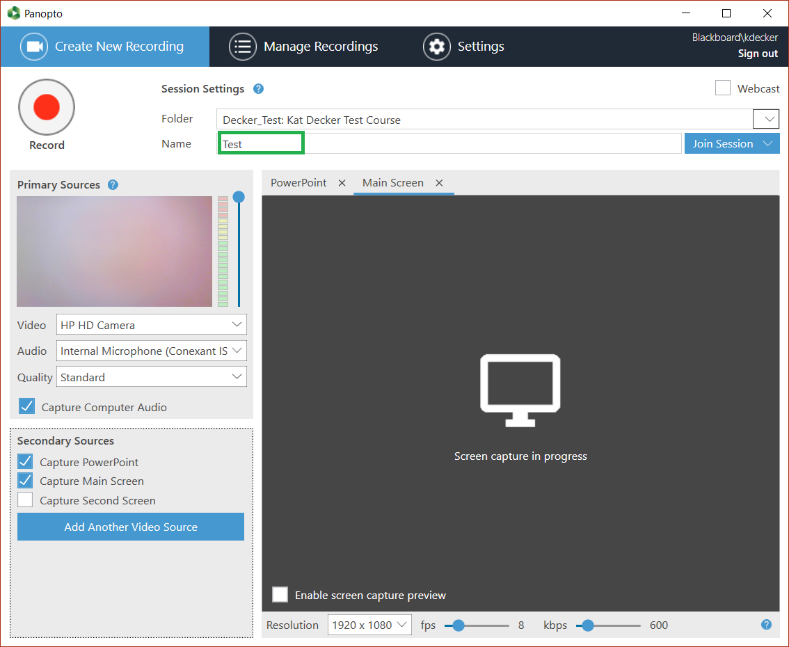 Panopto
Create New Recording
Manage Recordings
Settings
Blackboard\kdecker
Sign out
Record
Session Settings ?
Webcast
Folder
Decker_Test: Kat Decker Test Course
Name
Test
Join Session
Primary Sources ?
Video
HP HD Camera
Audio
Internal Microphone (Conexant IS
Quality
Standard
Capture Computer Audio
Secondary Sources
Capture PowerPoint
Capture Main Screen
Capture Second Screen
Add Another Video Source
PowerPoint
Main Screen
Screen capture in progress
Enable screen capture preview
Resolution 1920 x 1080 fps 8 kbps 600 ?